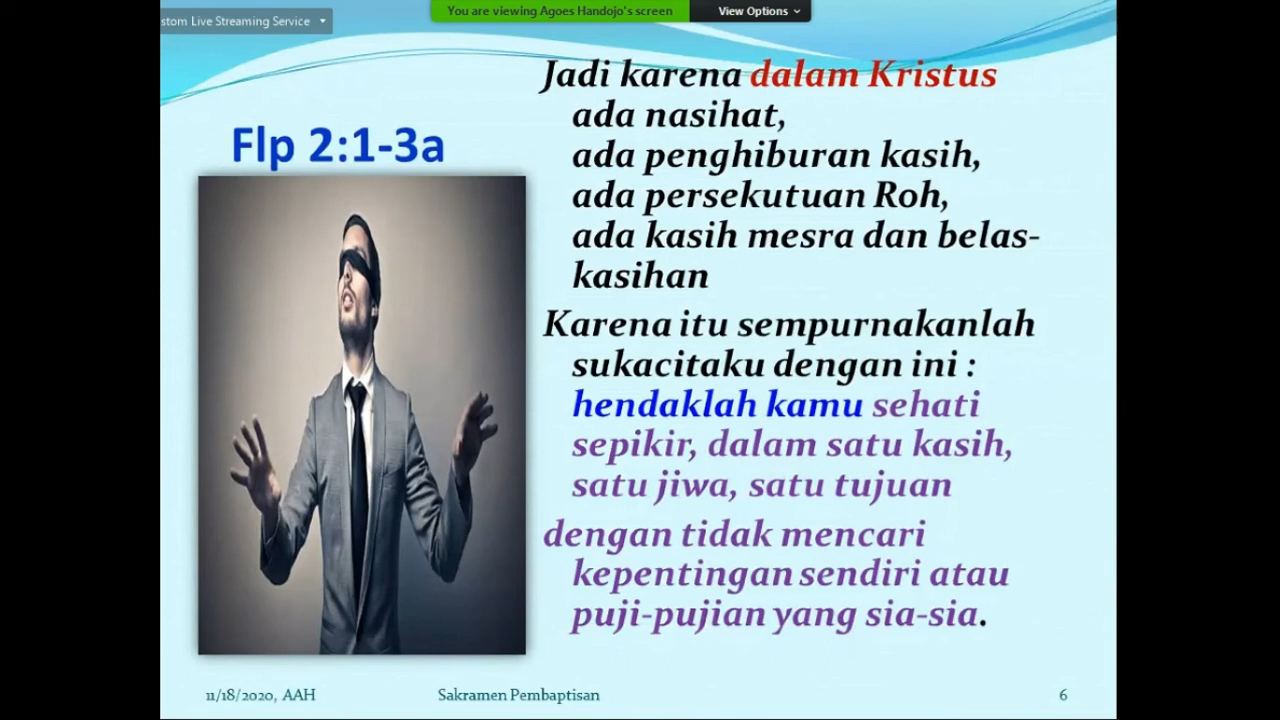 stom Live Streaming Service
You are viewing Agoes Handojo's screen
View Options
Flp 2:1-3a
Jadi karena dalam Kristus
ada nasihat,
ada penghiburan kasih,
ada persekutuan Roh,
ada kasih mesra dan belas-
kasihan
Karena itu sempurnakanlah
sukacitaku dengan ini :
hendaklah kamu sehati
sepikir, dalam satu kasih,
satu jiwa, satu tujuan
dengan tidak mencari
kepentingan sendiri atau
puji-pujian yang sia-sia.
11/18/2020, AAH
Sakramen Pembaptisan
6